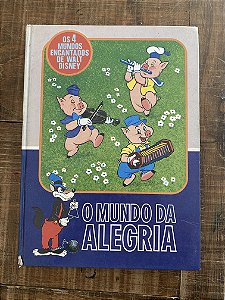 OS 4
MUNDOS
ENCANTADOS
DE WALT
DISNEY
O MUNDO DA
ALEGRIA